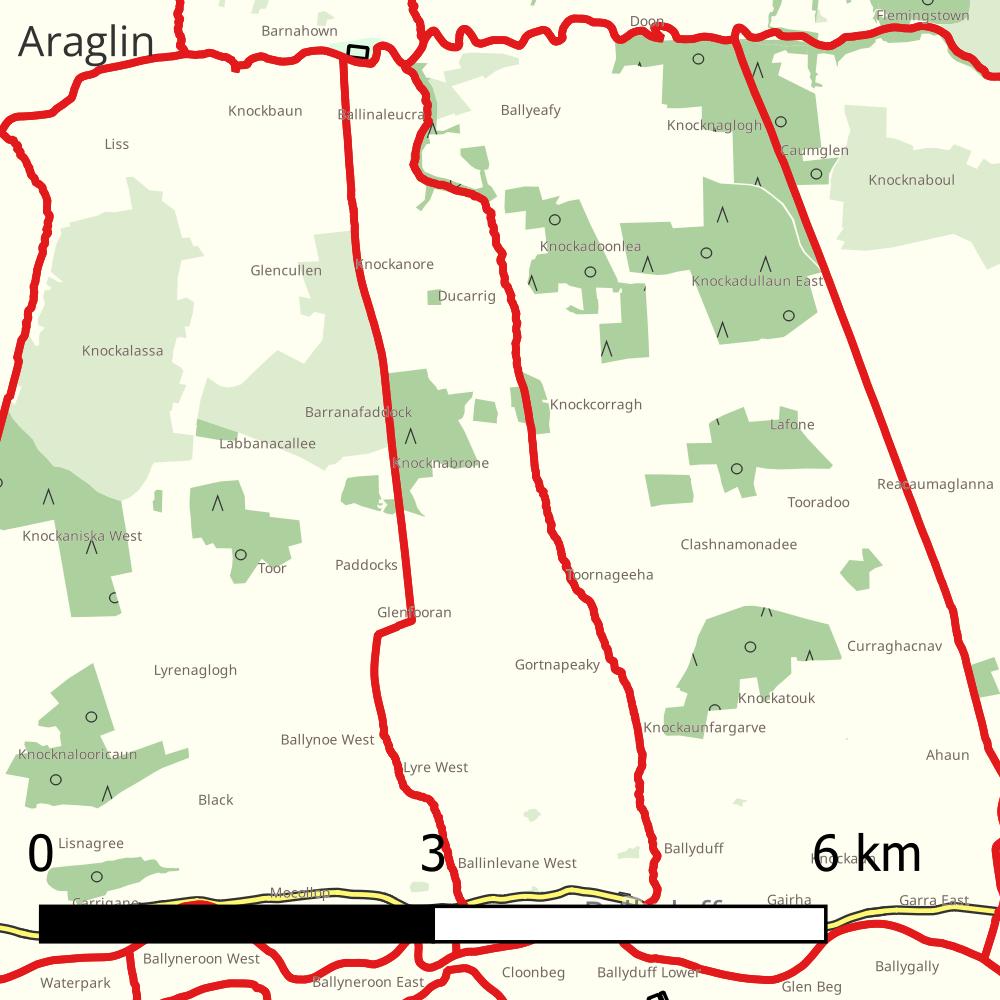 Doon
Flemingstown
Araglin
Barnahown
Knockbaun
Ballinaleucra
Ballyeafy
Knocknaglogh
Liss
Caumglen
Knocknaboul
Knockadoonlea
Glencullen
Knockanore
Knockadullaun East
Ducarrig
Knockalassa
Knockcorragh
Barranafaddock
Lafone
Labbanacallee
Knocknabrone
Reacaumaglanna
Tooradoo
Knockaniska West
Clashnamonadee
Toor
Paddocks
Toornageeha
Glenfooran
Curraghacnav
Lyrenaglogh
Gortnapeaky
Knockatouk
Knockaunfargarve
Ballynoe West
Knocknalooricaun
Ahaun
Lyre West
Black
Lisnagree
Ballyduff
0
3
6 km
Knockaun
Ballinlevane West
Mocollop
Carrigane
Gairha
Garra East
Ballyduff
Ballyneroon West
Ballygally
Cloonbeg
Ballyduff Lower
Waterpark
Ballyneroon East
Glen Beg